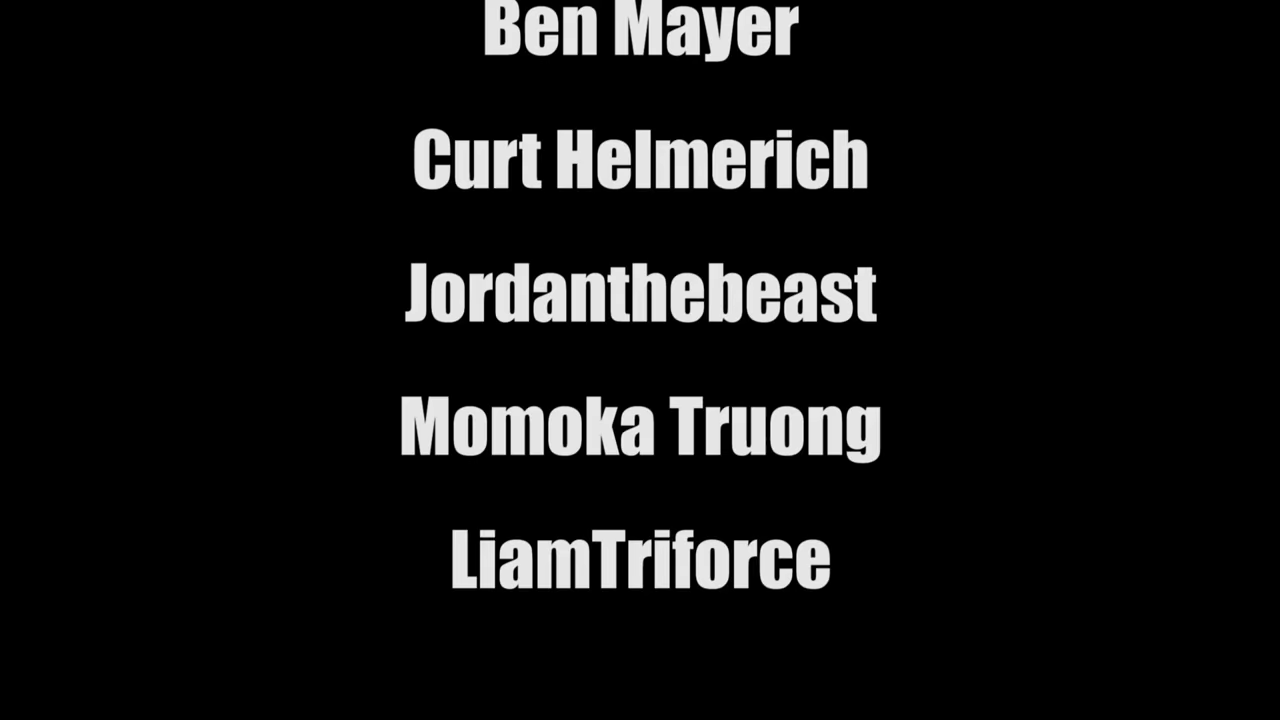 Ben Mayer
Curt Helmerich
Jordanthebeast
Momoka Truong
LiamTriforce